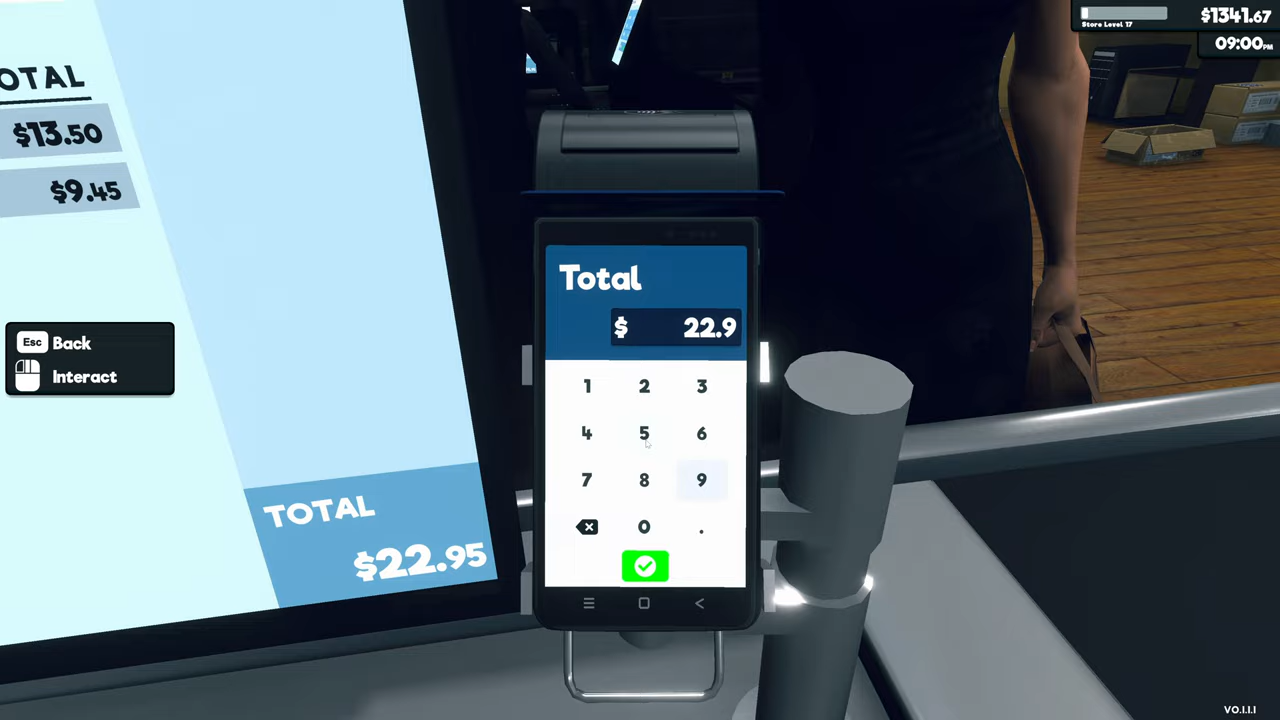 $1341.67
Store Level 17
09:00PM
OTAL
$13.50
$9.45
Esc Back
Interact
TOTAL
$22.95
Total
$ 22.9
1 2 3
4 5 6
7 8 9
0 .
V0.1.1.1